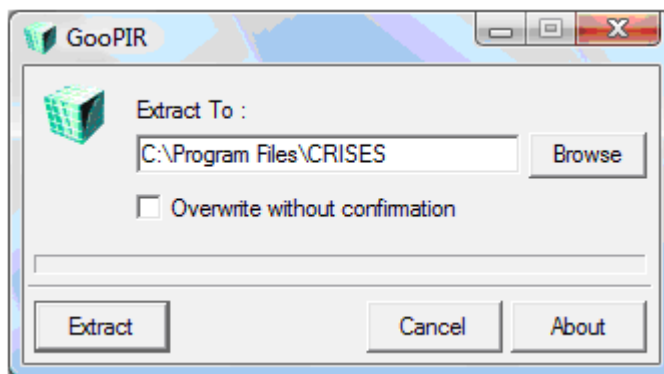 GooPIR
Extract To :
C:\Program Files\CRISES
Browse
Overwrite without confirmation
Extract
Cancel
About